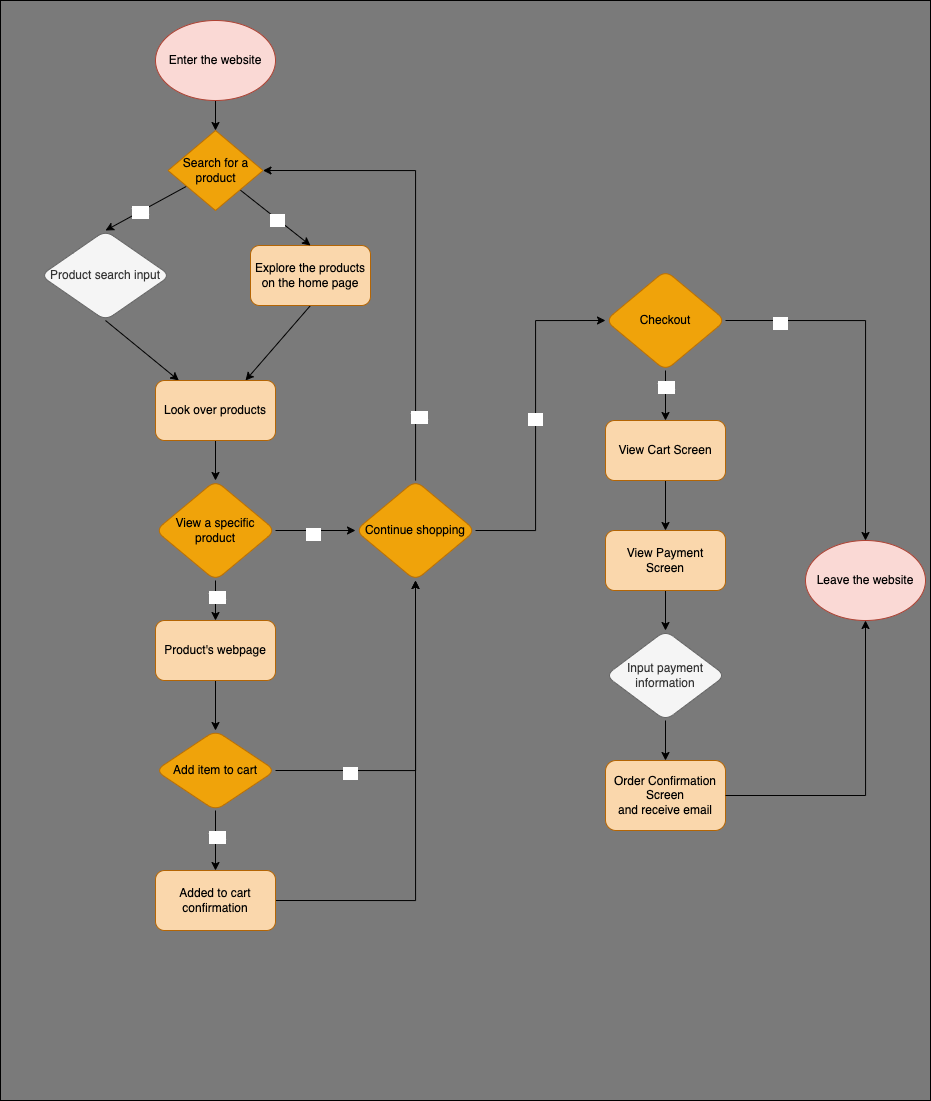 Enter the website
Search for a
product
Product search input
Explore the products
on the home page
Look over products
View a specific
product
Continue shopping
Product's webpage
Add item to cart
Added to cart
confirmation
Checkout
View Cart Screen
View Payment
Screen
Input payment
information
Order Confirmation
Screen
and receive email
Leave the website